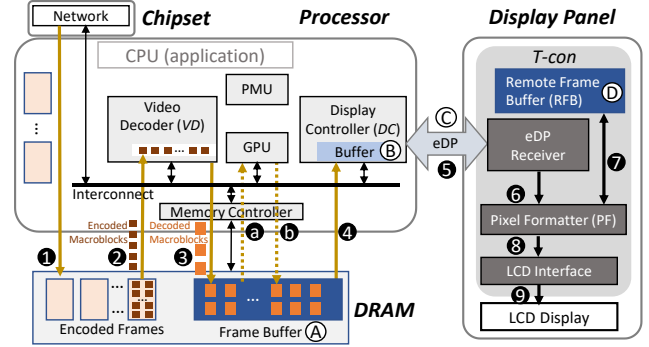 Network
Chipset
Processor
Display Panel
CPU (application)
T-con
PMU
Remote Frame
Buffer (RFB)
D
Video
Decoder (VD)
Display
Controller (DC)
Buffer
B
GPU
C
eDP
5
eDP
Receiver
7
Interconnect
6
Memory Controller
Pixel Formatter (PF)
Encoded
Macroblocks
Decoded
Macroblocks
1
2
3
a
b
4
8
LCD Interface
DRAM
9
LCD Display
Encoded Frames
Frame Buffer
A